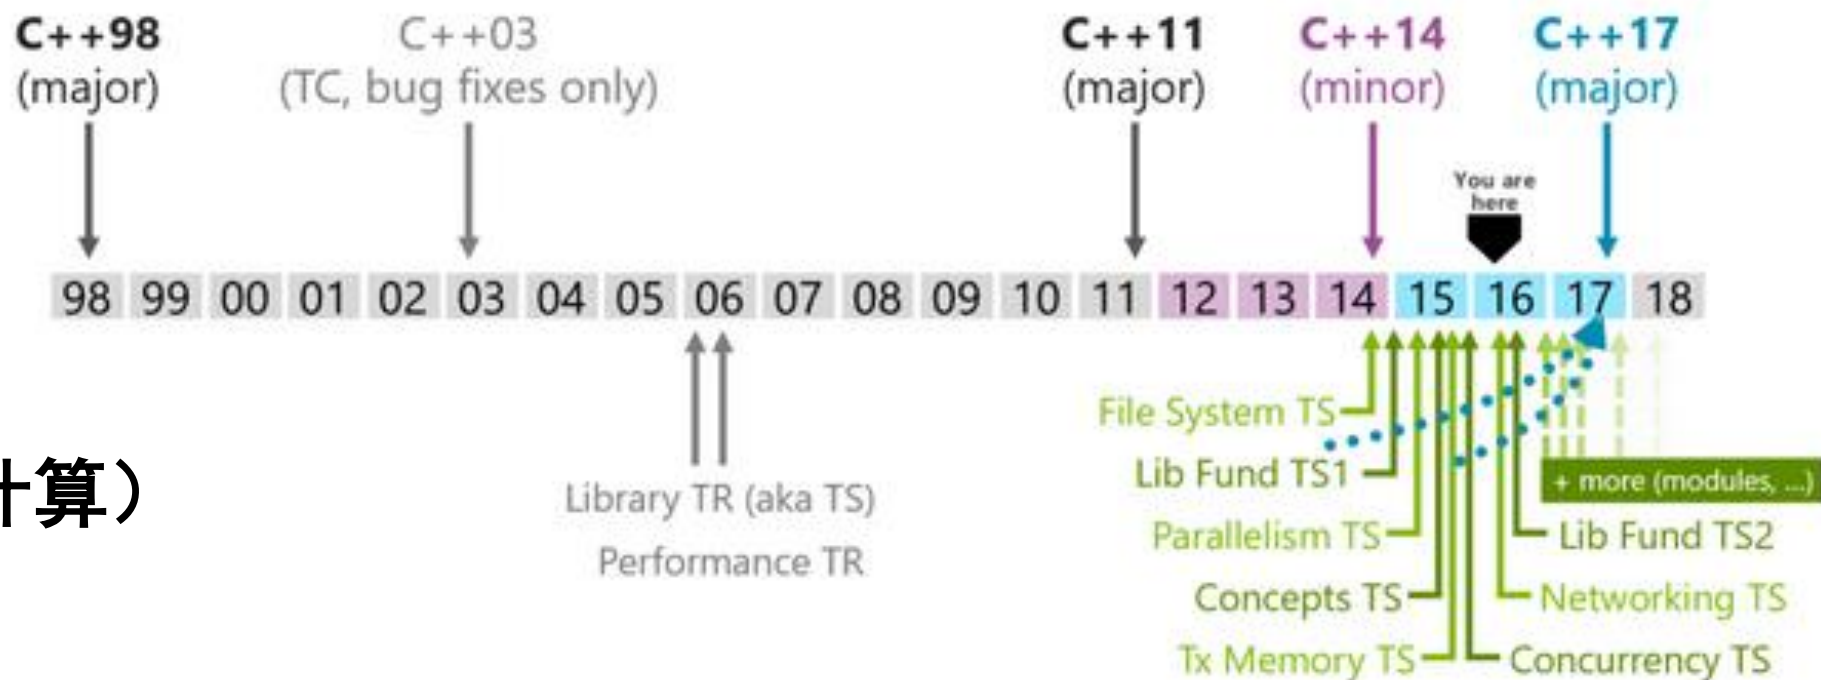 C++98
(major)
C++03
(TC, bug fixes only)
C++11
(major)
C++14
(minor)
C++17
(major)
You are
here
98 99 00 01 02 03 04 05 06 07 08 09 10 11 12 13 14 15 16 17 18
File System TS
Lib Fund TS1
+ more (modules, ...)
计算）
Library TR (aka TS)
Parallelism TS
Lib Fund TS2
Performance TR
Concepts TS
Networking TS
Tx Memory TS
Concurrency TS